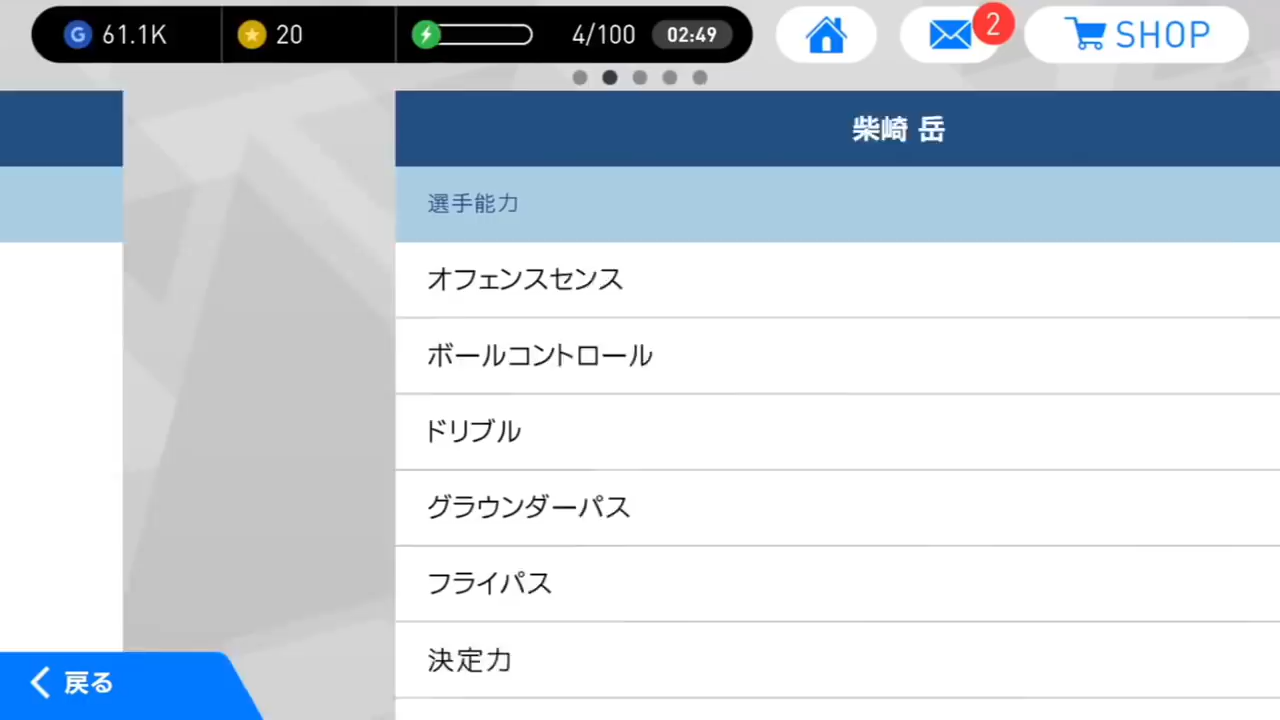 G 61.1K 20 4/100 02:49 2 SHOP
柴崎 岳
選手能力
オフェンスセンス
ボールコントロール
ドリブル
グラウンダーパス
フライパス
決定力
戻る